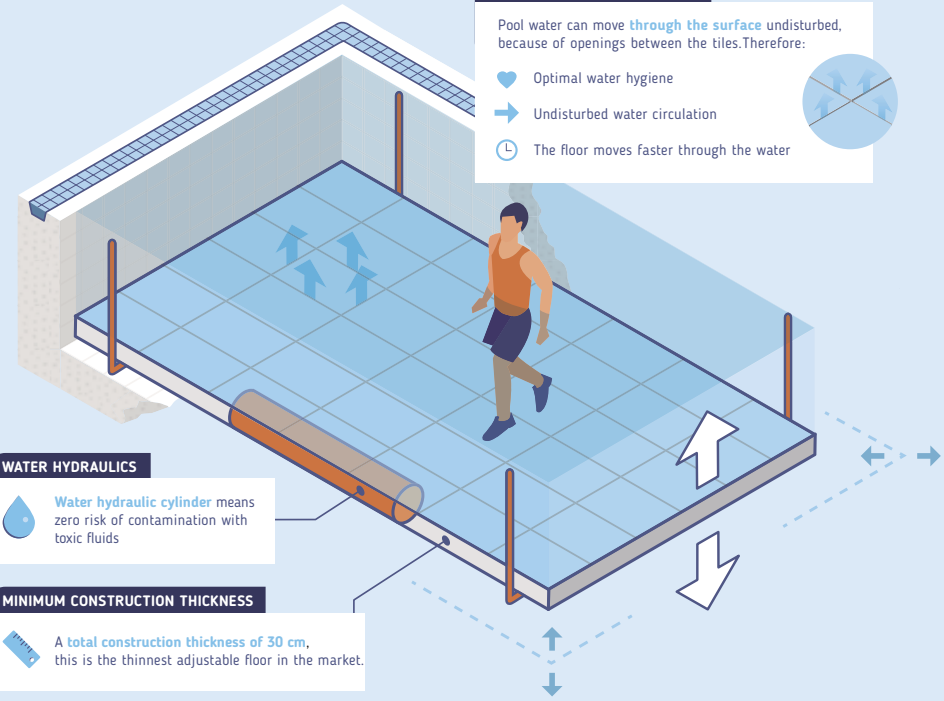 Pool water can move through the surface undisturbed,
because of openings between the tiles.Therefore:
Optimal water hygiene
Undisturbed water circulation
The floor moves faster through the water
WATER HYDRAULICS
Water hydraulic cylinder means
zero risk of contamination with
toxic fluids
MINIMUM CONSTRUCTION THICKNESS
A total construction thickness of 30 cm,
this is the thinnest adjustable floor in the market.